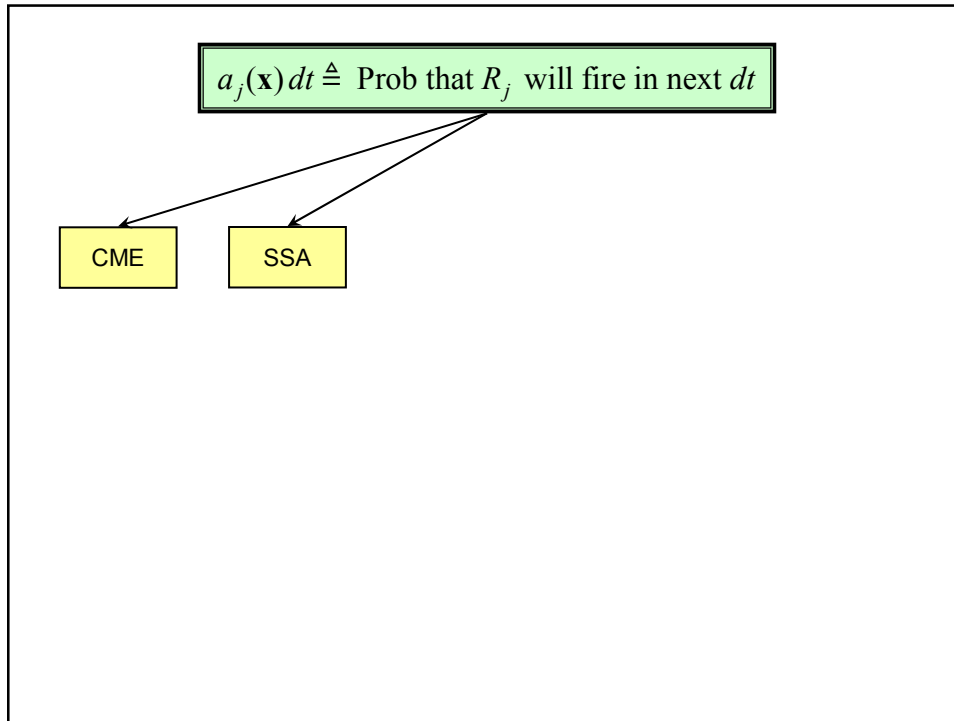 a_j(x) dt ≜ Prob that R_j will fire in next dt
CME
SSA